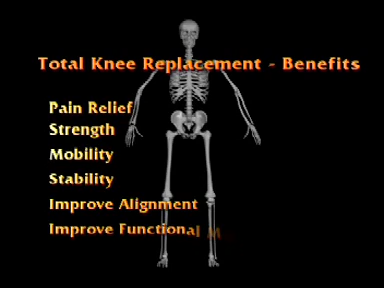 Total Knee Replacement - Benefits
Pain Relief
Strength
Mobility
Stability
Improve Alignment
Improve Functional M